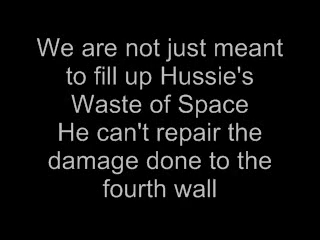 We are not just meant
to fill up Hussie's
Waste of Space
He can't repair the
damage done to the
fourth wall